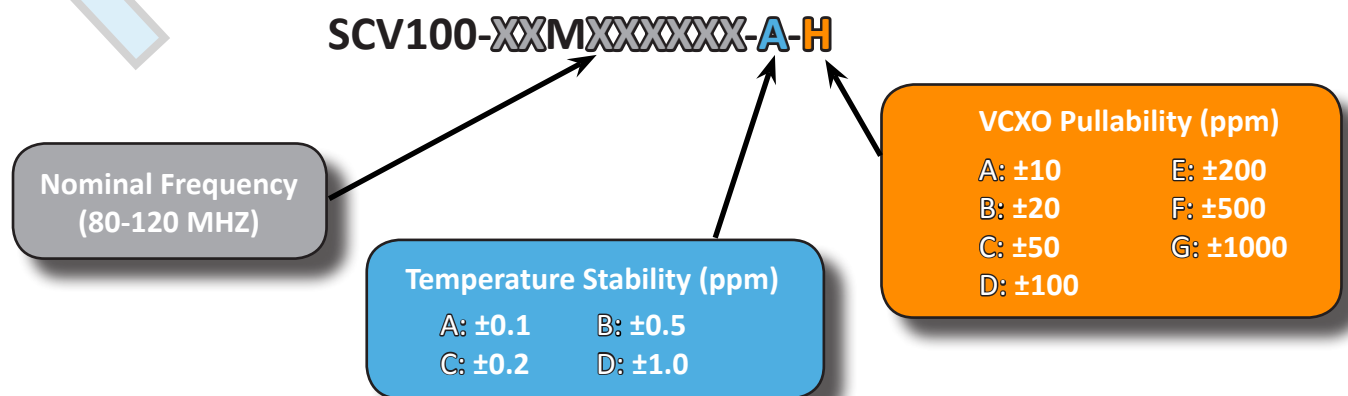 SCV100-XXMXXXXXX-A-H
Nominal Frequency
(80-120 MHZ)
Temperature Stability (ppm)
A: ±0.1 B: ±0.5
C: ±0.2 D: ±1.0
VCXO Pullability (ppm)
A: ±10 E: ±200
B: ±20 F: ±500
C: ±50 G: ±1000
D: ±100